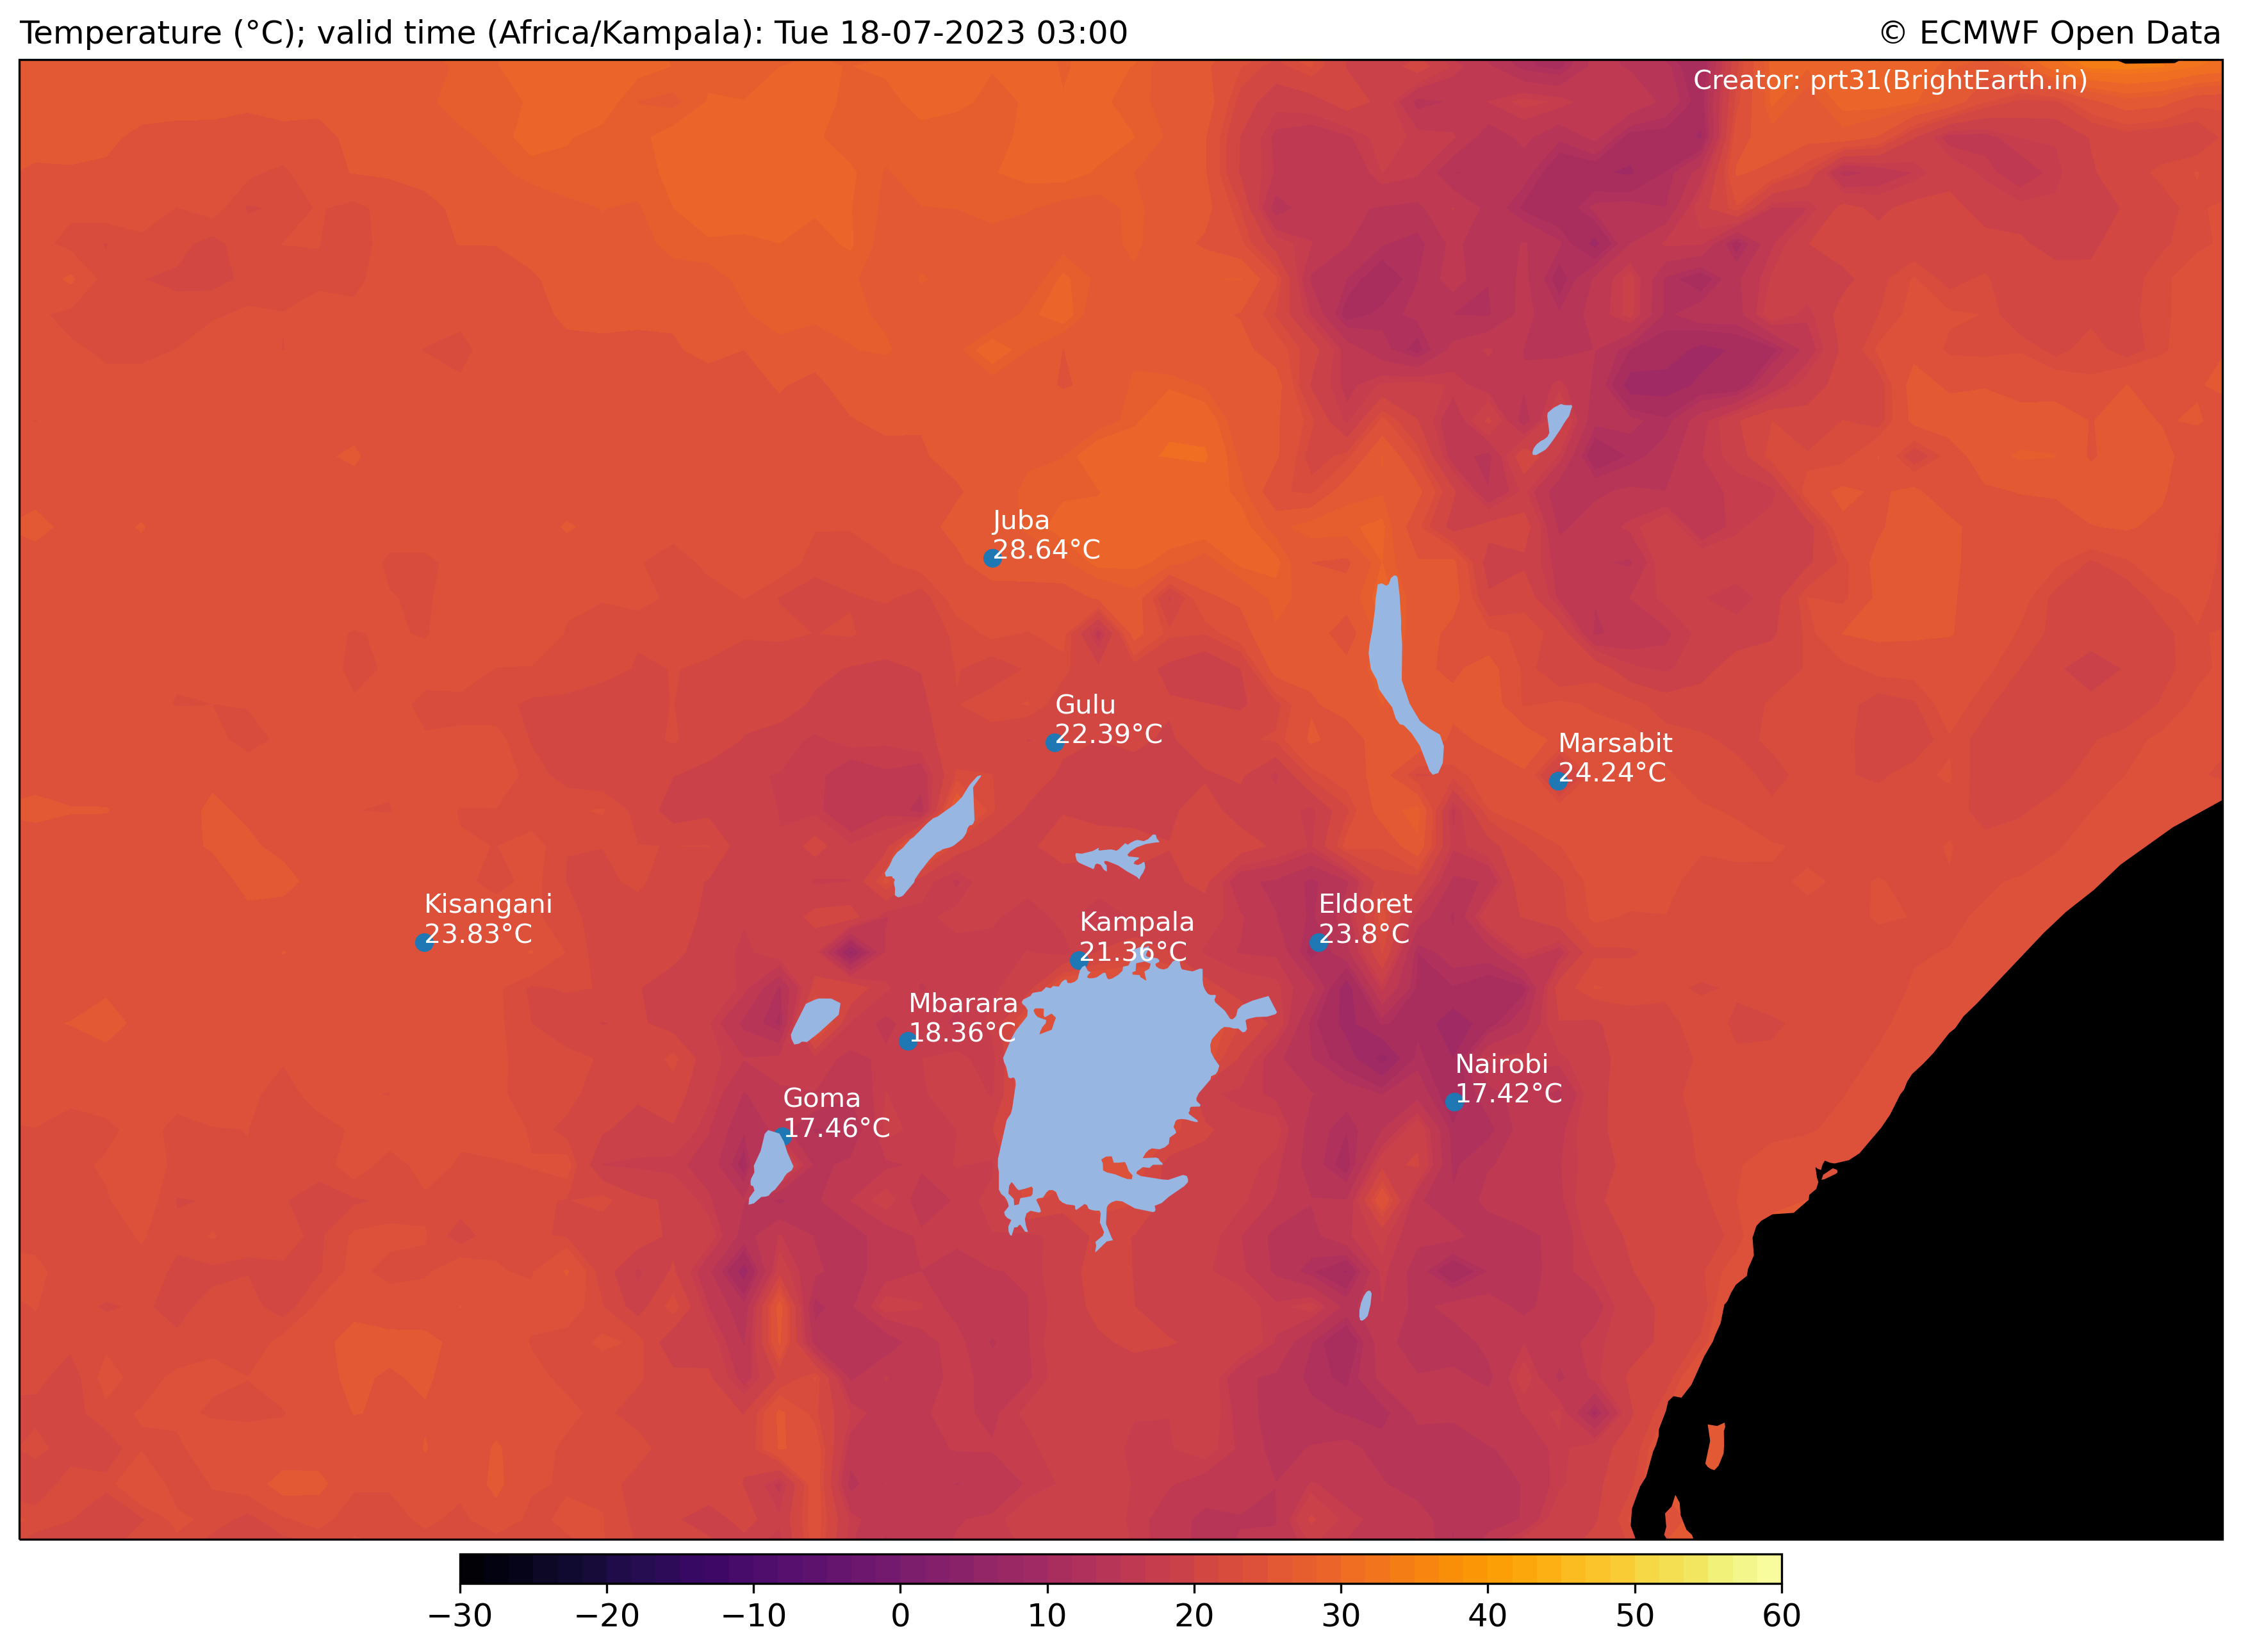 Temperature (°C); valid time (Africa/Kampala): Tue 18-07-2023 03:00
© ECMWF Open Data
Creator: prt31(BrightEarth.in)
Juba
28.64°C
Gulu
22.39°C
Marsabit
24.24°C
Kisangani
23.83°C
Kampala
21.36°C
Eldoret
23.8°C
Mbarara
18.36°C
Nairobi
17.42°C
Goma
17.46°C
−30 −20 −10 0 10 20 30 40 50 60